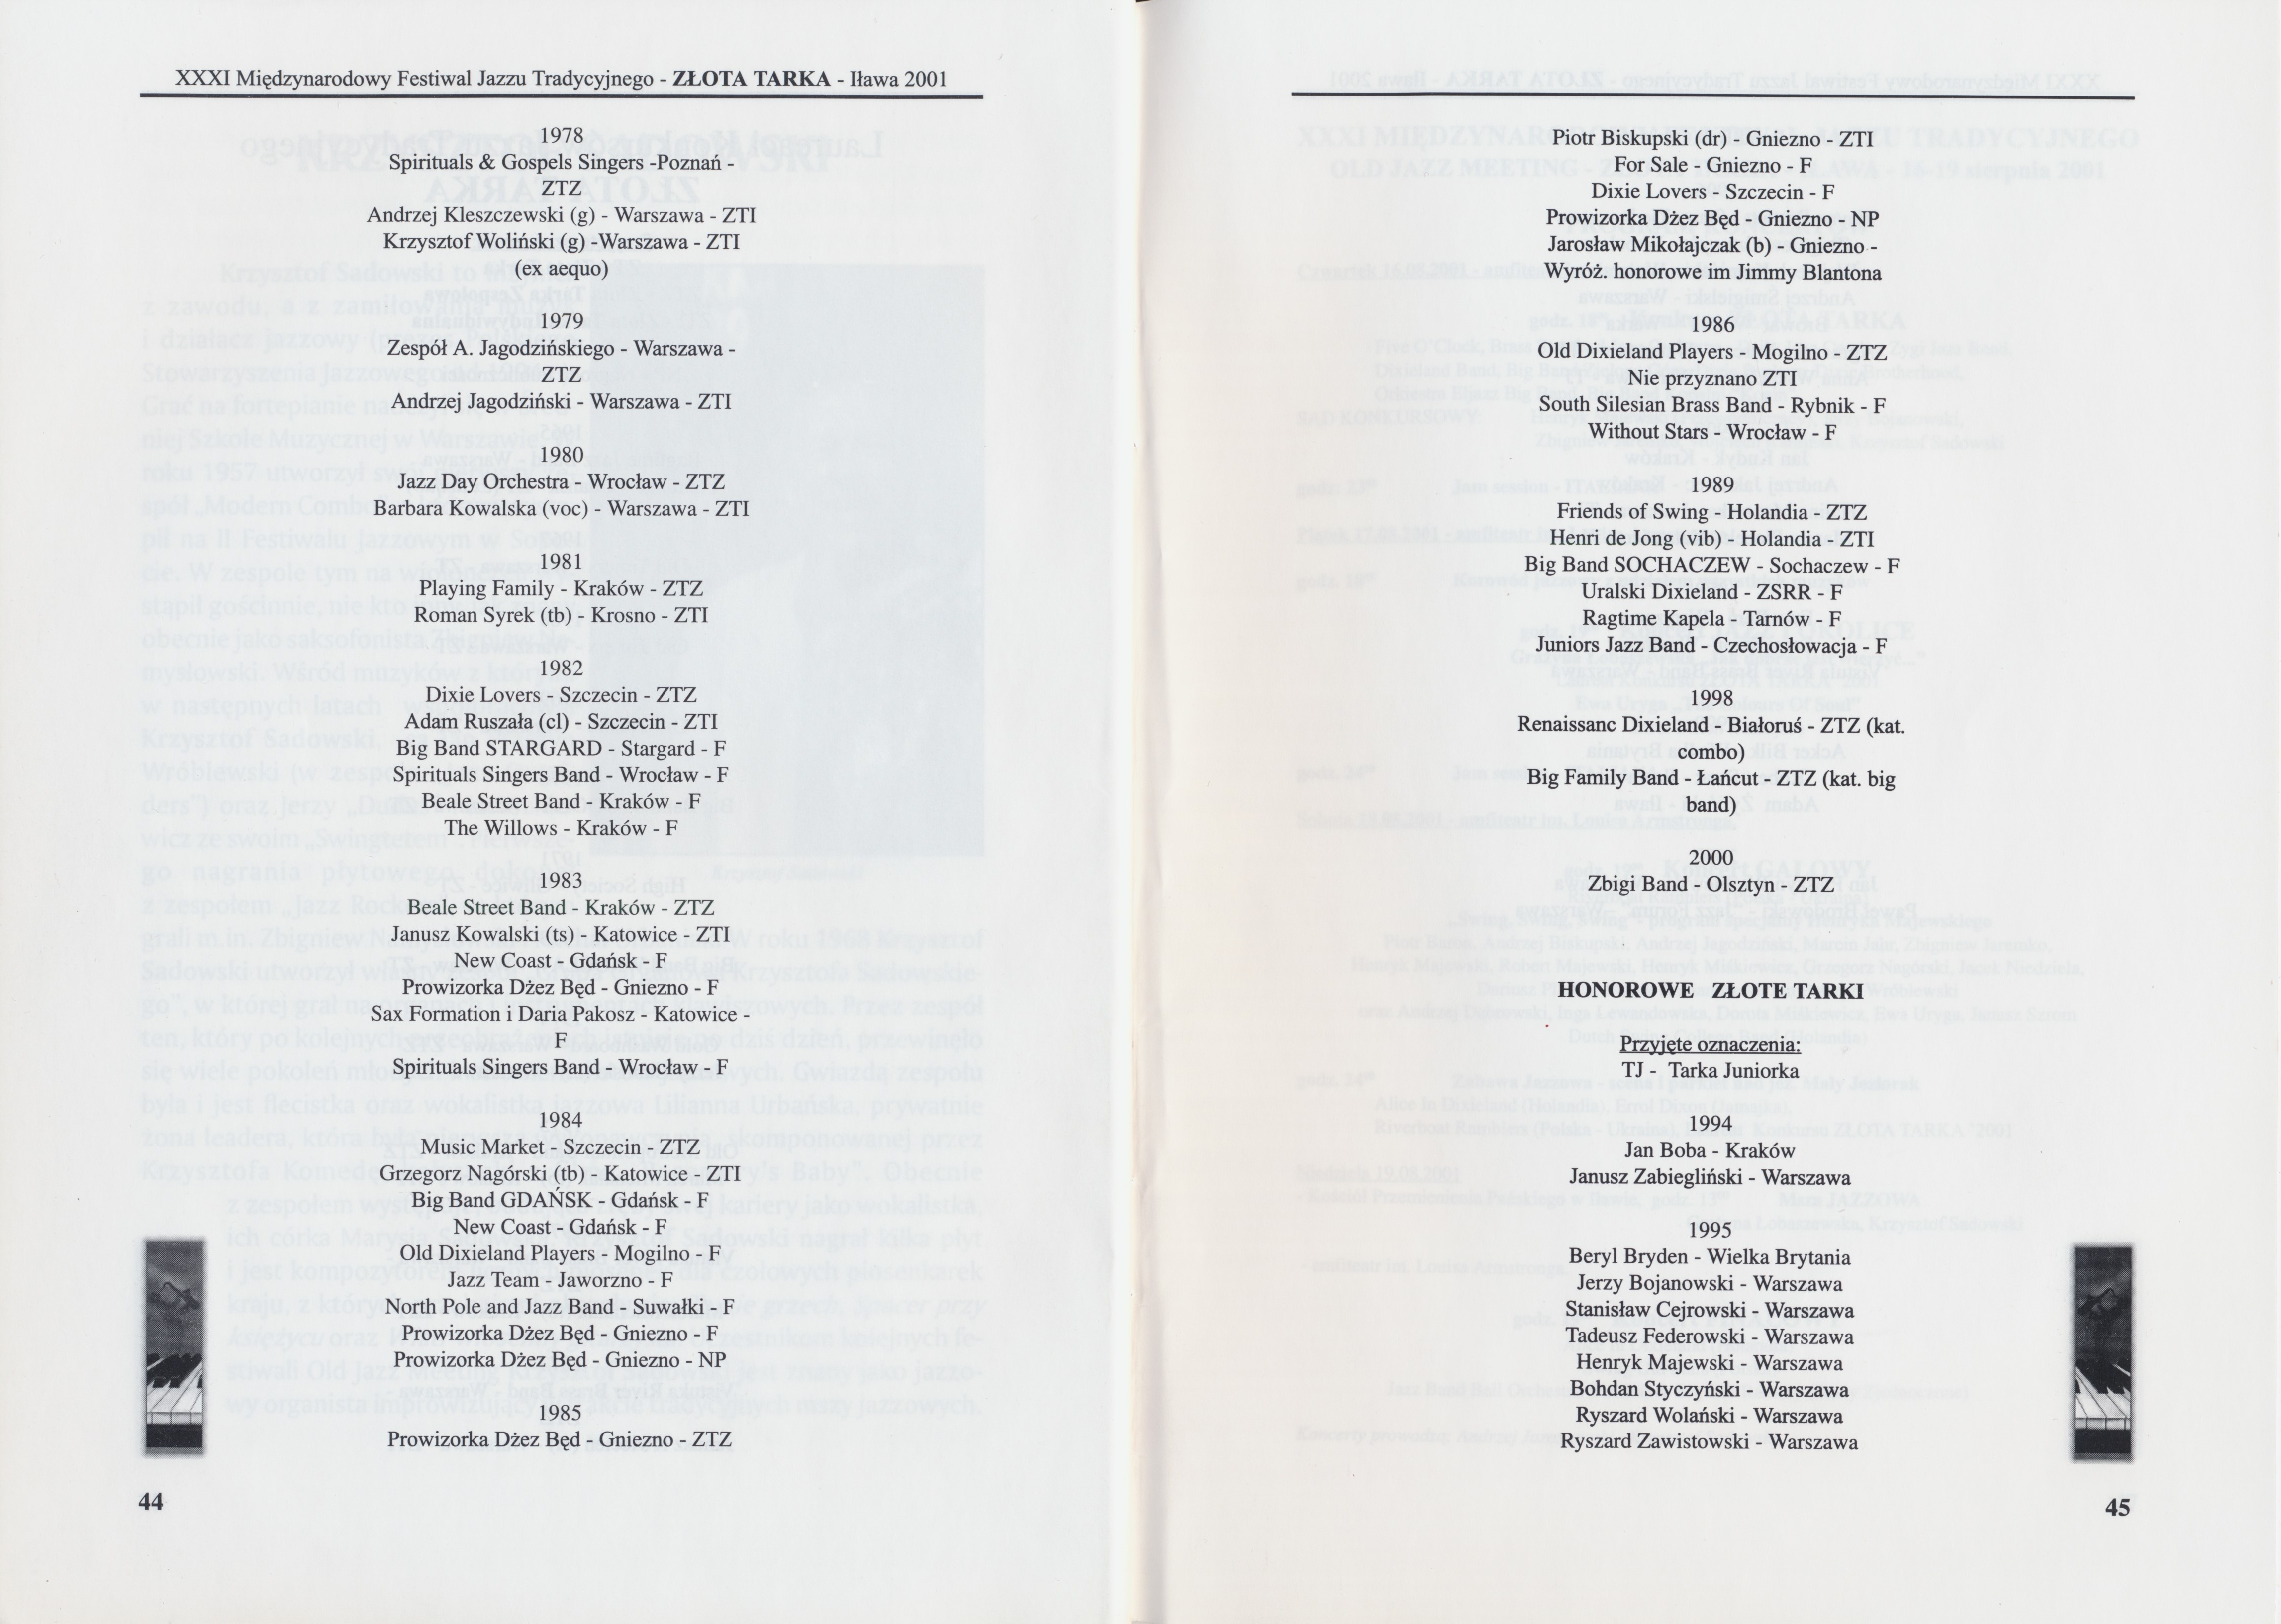 XXXI Międzynarodowy Festiwal Jazzu Tradycyjnego - ZŁOTA TARKA - Iława 2001
1978
Spirituals & Gospels Singers -Poznań -
ZTZ
Andrzej Kleszczewski (g) - Warszawa - ZTI
Krzysztof Woliński (g) -Warszawa - ZTI
(ex aequo)
1979
Zespół A. Jagodzińskiego - Warszawa -
ZTZ
Andrzej Jagodziński - Warszawa - ZTI
1980
Jazz Day Orchestra - Wrocław - ZTZ
Barbara Kowalska (voc) - Warszawa - ZTI
1981
Playing Family - Kraków - ZTZ
Roman Syrek (tb) - Krosno - ZTI
1982
Dixie Lovers - Szczecin - ZTZ
Adam Ruszała (cl) - Szczecin - ZTI
Big Band STARGARD - Stargard - F
Spirituals Singers Band - Wrocław - F
Beale Street Band - Kraków - F
The Willows - Kraków - F
1983
Beale Street Band - Kraków - ZTZ
Janusz Kowalski (ts) - Katowice - ZTI
New Coast - Gdańsk - F
Prowizorka Dżez Będ - Gniezno - F
Sax Formation i Daria Pakosz - Katowice -
F
Spirituals Singers Band - Wrocław - F
1984
Music Market - Szczecin - ZTZ
Grzegorz Nagórski (tb) - Katowice - ZTI
Big Band GDAŃSK - Gdańsk - F
New Coast - Gdańsk - F
Old Dixieland Players - Mogilno - F
Jazz Team - Jaworzno - F
North Pole and Jazz Band - Suwałki - F
Prowizorka Dżez Będ - Gniezno - F
Prowizorka Dżez Będ - Gniezno - NP
1985
Prowizorka Dżez Będ - Gniezno - ZTZ
44
Piotr Biskupski (dr) - Gniezno - ZTI
For Sale - Gniezno - F
Dixie Lovers - Szczecin - F
Prowizorka Dżez Będ - Gniezno - NP
Jarosław Mikołajczak (b) - Gniezno -
Wyróż. honorowe im Jimmy Blantona
1986
Old Dixieland Players - Mogilno - ZTZ
Nie przyznano ZTI
South Silesian Brass Band - Rybnik - F
Without Stars - Wrocław - F
1989
Friends of Swing - Holandia - ZTZ
Henri de Jong (vib) - Holandia - ZTI
Big Band SOCHACZEW - Sochaczew - F
Uralski Dixieland - ZSRR - F
Ragtime Kapela - Tarnów - F
Juniors Jazz Band - Czechosłowacja - F
1998
Renaissanc Dixieland - Białoruś - ZTZ (kat.
combo)
Big Family Band - Łańcut - ZTZ (kat. big
band)
2000
Zbigi Band - Olsztyn - ZTZ
HONOROWE ZŁOTE TARKI
Przyjęte oznaczenia:
TJ - Tarka Juniorka
1994
Jan Boba - Kraków
Janusz Zabiegliński - Warszawa
1995
Beryl Bryden - Wielka Brytania
Jerzy Bojanowski - Warszawa
Stanisław Cejrowski - Warszawa
Tadeusz Federowski - Warszawa
Henryk Majewski - Warszawa
Bohdan Styczyński - Warszawa
Ryszard Wolański - Warszawa
Ryszard Zawistowski - Warszawa
45